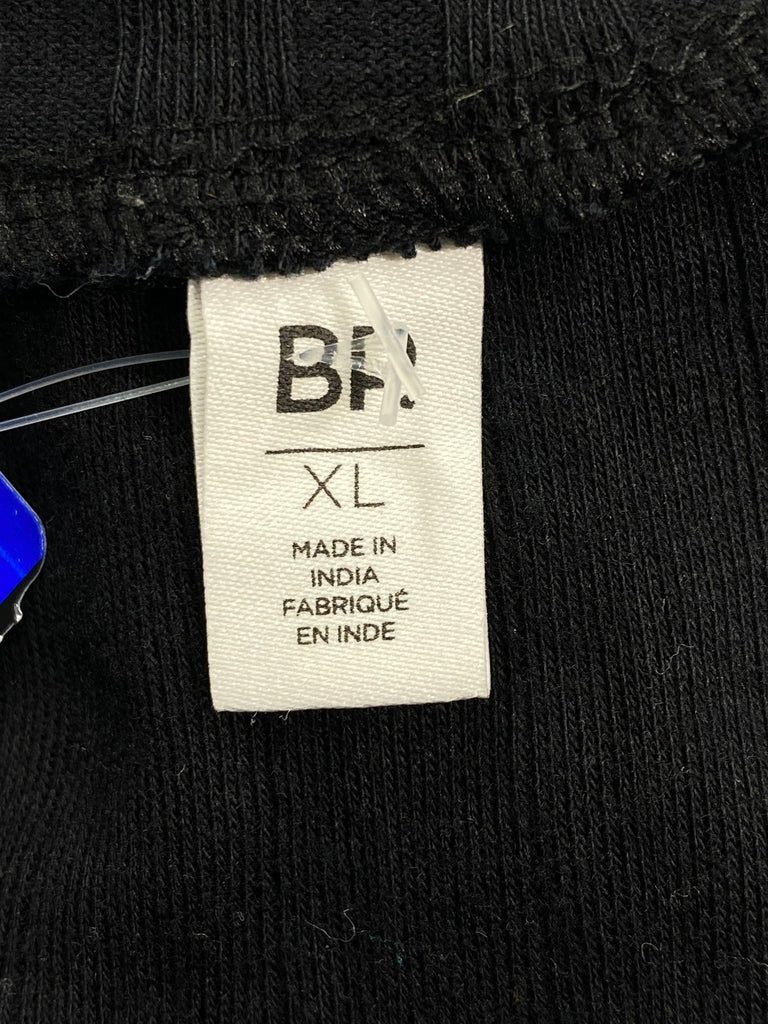 BR
XL
MADE IN
INDIA
FABRIQUÉ
EN INDE